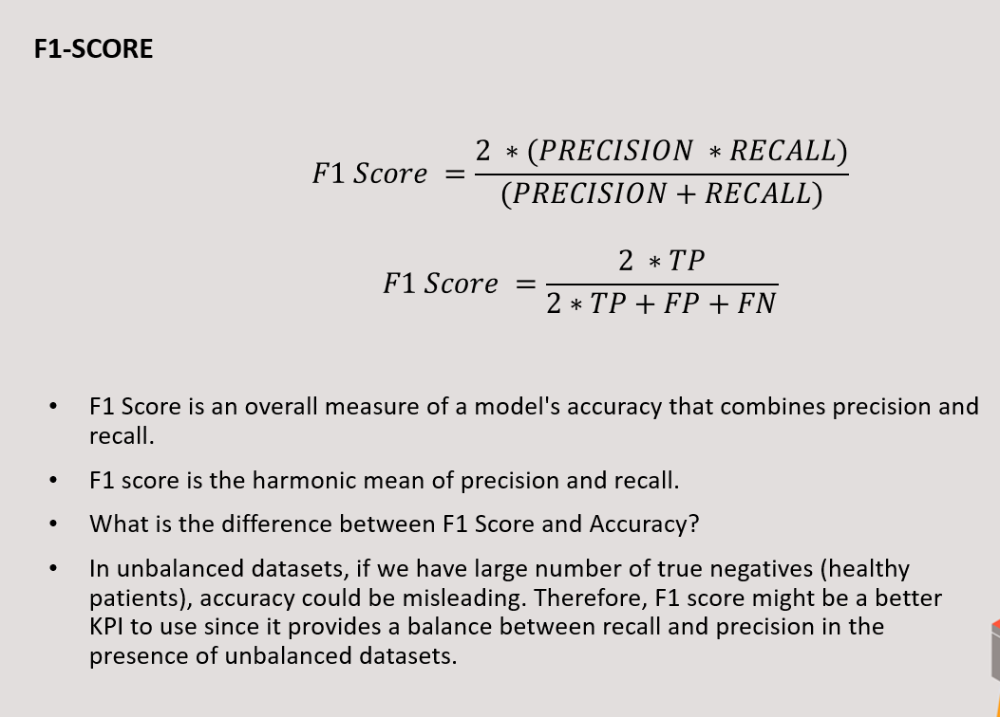 F1-SCORE
F1 Score = 2 * (PRECISION * RECALL) / (PRECISION + RECALL)
F1 Score = 2 * TP / 2 * TP + FP + FN
• F1 Score is an overall measure of a model's accuracy that combines precision and
recall.
• F1 score is the harmonic mean of precision and recall.
• What is the difference between F1 Score and Accuracy?
• In unbalanced datasets, if we have large number of true negatives (healthy
patients), accuracy could be misleading. Therefore, F1 score might be a better
KPI to use since it provides a balance between recall and precision in the
presence of unbalanced datasets.